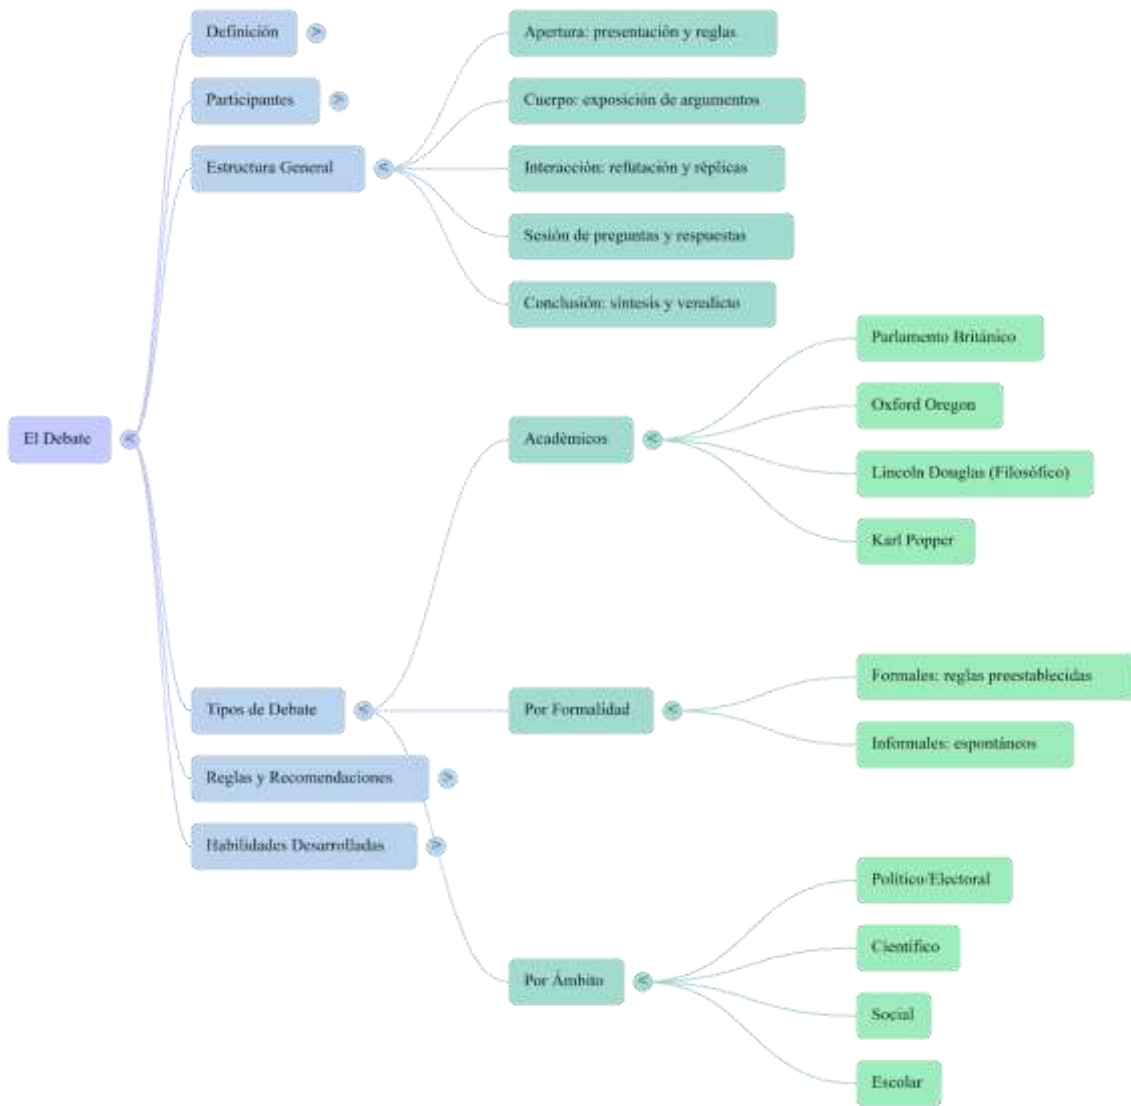 Definición
Participantes
Estructura General
Apertura: presentación y reglas
Cuerpo: exposición de argumentos
Interacción: refutación y réplicas
Sesión de preguntas y respuestas
Conclusión: síntesis y veredicto
El Debate
Tipos de Debate
Académicos
Parlamento Británico
Oxford Oregon
Lincoln Douglas (Filosófico)
Karl Popper
Por Formalidad
Formales: reglas preestablecidas
Informales: espontáneos
Por Ámbito
Político/Electoral
Científico
Social
Escolar
Reglas y Recomendaciones
Habilidades Desarrolladas